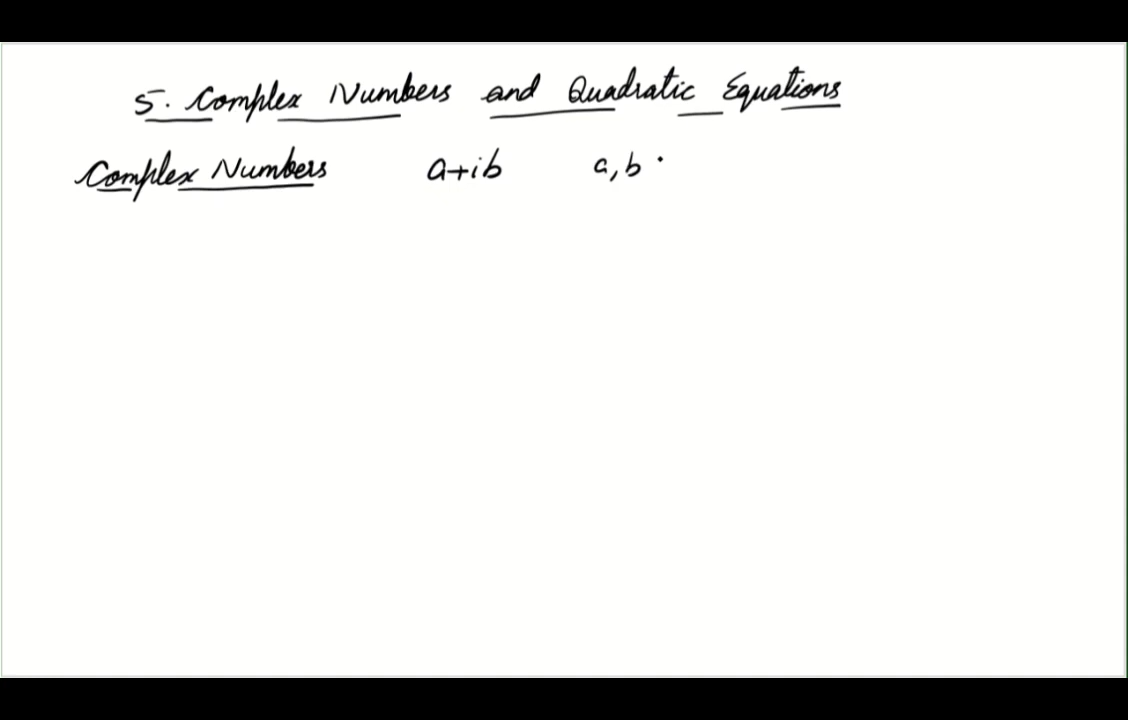 5. Complex Numbers and Quadratic Equations
Complex Numbers a+ib a, b